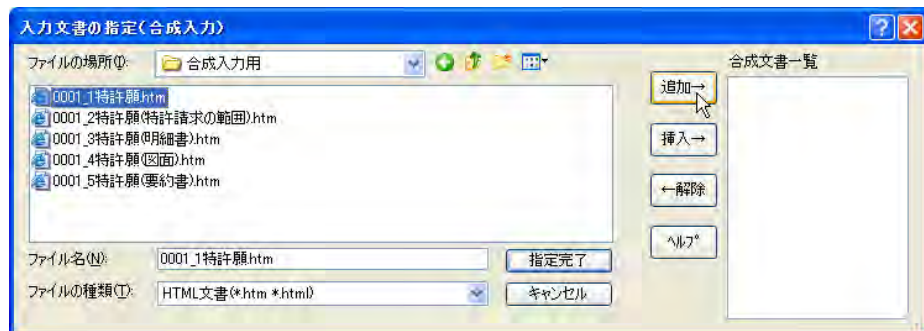 入力文書の指定(合成入力)
ファイルの場所(I):
合成入力用
0001_1特許願.htm
0001_2特許願(特許請求の範囲).htm
0001_3特許願(明細書).htm
0001_4特許願(図面).htm
0001_5特許願(要約書).htm
ファイル名(N):
0001_1特許願.htm
指定完了
ファイルの種類(T):
HTML文書(*.htm *.html)
キャンセル
追加→
挿入→
←解除
ﾍﾙﾌﾟ
合成文書一覧